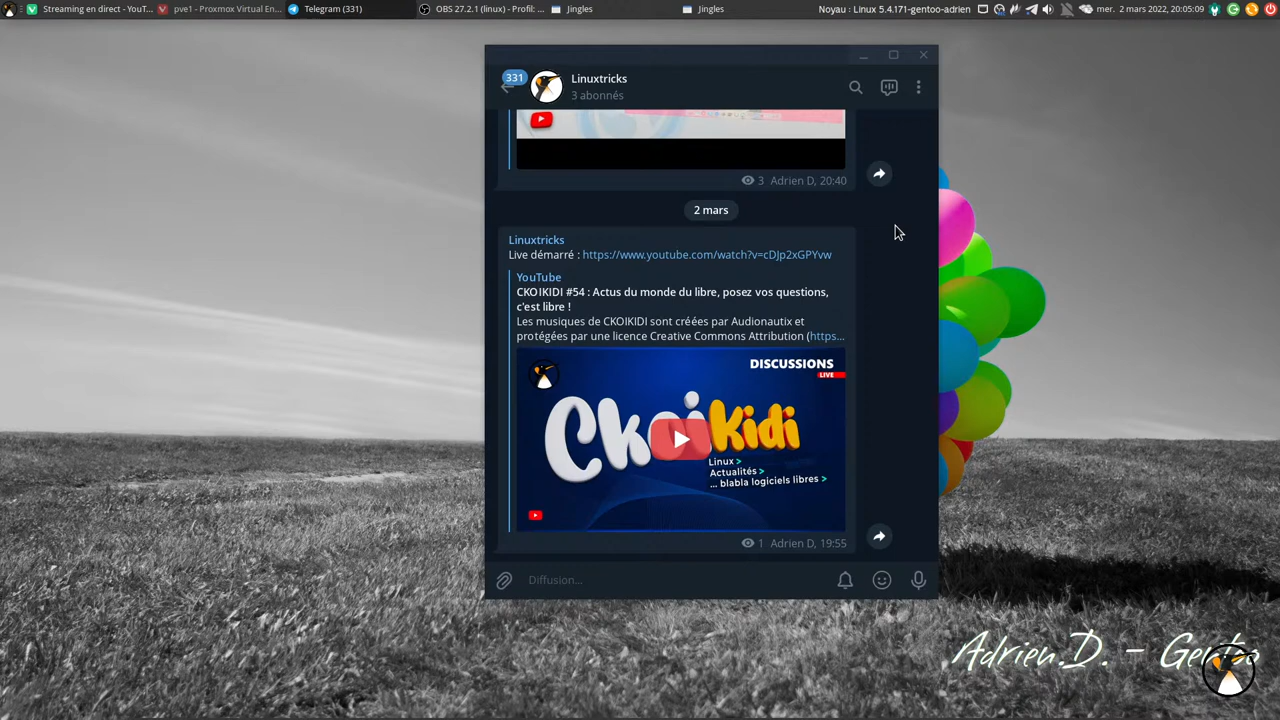 Streaming en direct - YouT...
pve1 - Proxmox Virtual En...
Telegram (331)
OBS 27.2.1 (linux) - Profil: ...
Jingles
Jingles
Noyau : Linux 5.4.171-gentoo-adrien
mer. 2 mars 2022, 20:05:09
331
Linuxtricks
3 abonnés
3 Adrien D, 20:40
2 mars
Linuxtricks
Live démarré : https://www.youtube.com/watch?v=cDJp2xGPYvw
YouTube
CKOIKIDI #54 : Actus du monde du libre, posez vos questions,
c'est libre !
Les musiques de CKOIKIDI sont créées par Audionautix et
protégées par une licence Creative Commons Attribution (https...
DISCUSSIONS
LIVE
Ckoikidi
Linux >
Actualités >
... blabla logiciels libres >
1 Adrien D, 19:55
Diffusion...
Adrien.D. - Gentoo